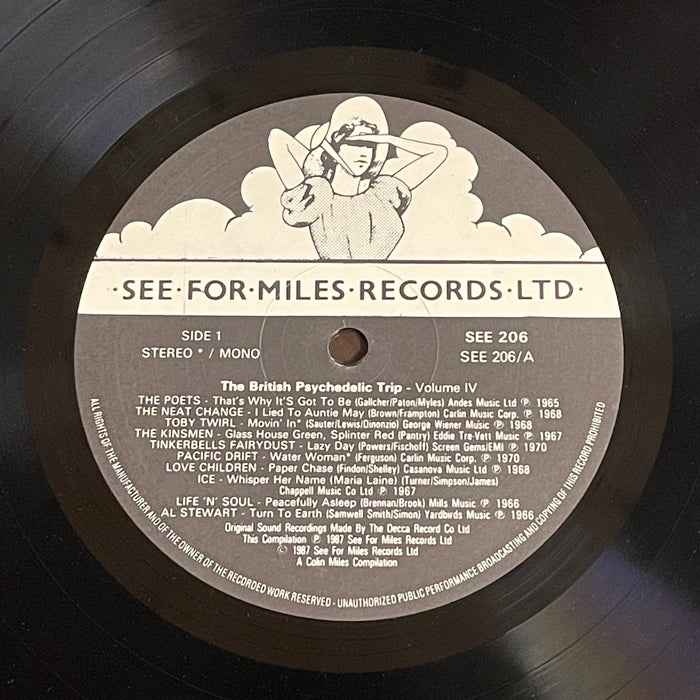 ·SEE·FOR·MILES·RECORDS·LTD·
SIDE 1
STEREO * / MONO
SEE 206
SEE 206/A
The British Psychedelic Trip - Volume IV
THE POETS - That's Why It'S Got To Be (Gallcher/Paton/Myles) Andes Music Ltd ℗ 1965
THE NEAT CHANGE - I Lied To Auntie May (Brown/Frampton) Carlin Music Corp. ℗ 1968
TOBY TWIRL - Movin' In* (Sauter/Lewis/Dinonzio) George Wiener Music ℗ 1968
THE KINSMEN - Glass House Green, Splinter Red (Pantry) Eddie Tre-Vett Music ℗ 1967
TINKERBELLS FAIRYDUST - Lazy Day (Powers/Fischoff) Screen Gems/EMI ℗ 1970
PACIFIC DRIFT - Water Woman* (Ferguson) Carlin Music Corp. ℗ 1970
LOVE CHILDREN - Paper Chase (Findon/Shelley) Casanova Music Ltd ℗ 1968
ICE - Whisper Her Name (Maria Laine) (Turner/Simpson/James)
Chappell Music Co Ltd ℗ 1967
LIFE 'N' SOUL - Peacefully Asleep (Brennan/Brook) Mills Music ℗ 1966
AL STEWART - Turn To Earth (Samwell Smith/Simon) Yardbirds Music ℗ 1966
Original Sound Recordings Made By The Decca Record Co Ltd
This Compilation ℗ 1987 See For Miles Records Ltd
© 1987 See For Miles Records Ltd
A Colin Miles Compilation
ALL RIGHTS OF THE MANUFACTURER AND OF THE OWNER OF THE RECORDED WORK RESERVED - UNAUTHORIZED PUBLIC PERFORMANCE BROADCASTING AND COPYING OF THIS RECORD PROHIBITED